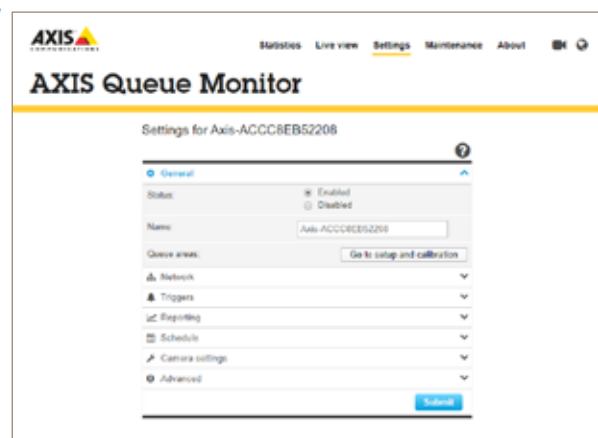 AXIS
COMMUNICATIONS
Statistics Live view Settings Maintenance About
AXIS Queue Monitor
Settings for Axis-ACCC8EB52208
General
Status: Enabled
Disabled
Name: Axis-ACCC8EB52208
Queue areas: Go to setup and calibration
Network
Triggers
Reporting
Schedule
Camera settings
Advanced
Submit